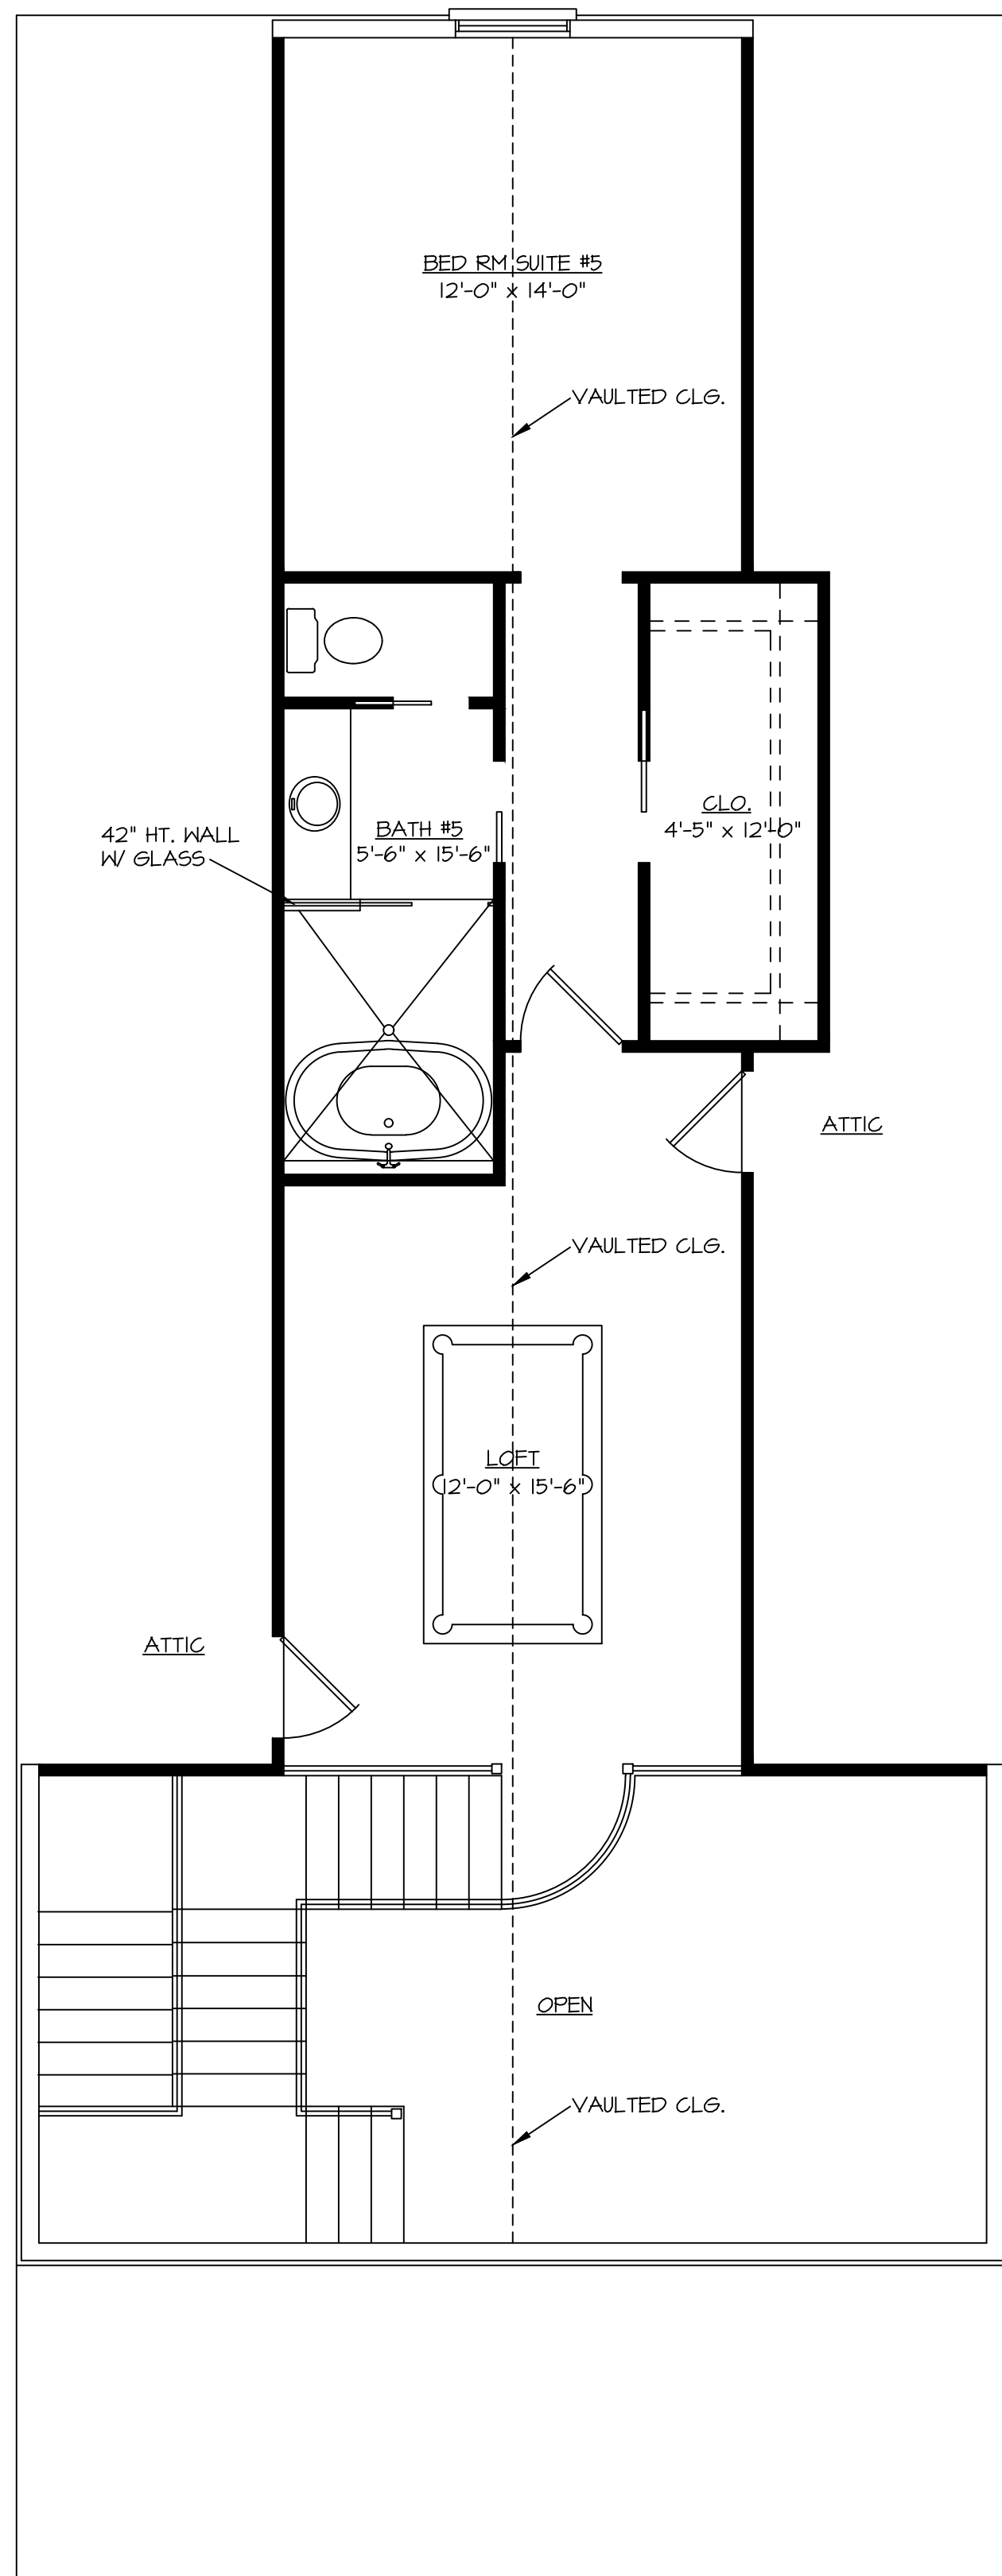 BED RM SUITE #5
12'-0" x 14'-0"
VAULTED CLG.
CLO.
4'-5" x 12'-0"
BATH #5
5'-6" x 15'-6"
42" HT. WALL
W/ GLASS
ATTIC
VAULTED CLG.
LOFT
12'-0" x 15'-6"
ATTIC
OPEN
VAULTED CLG.